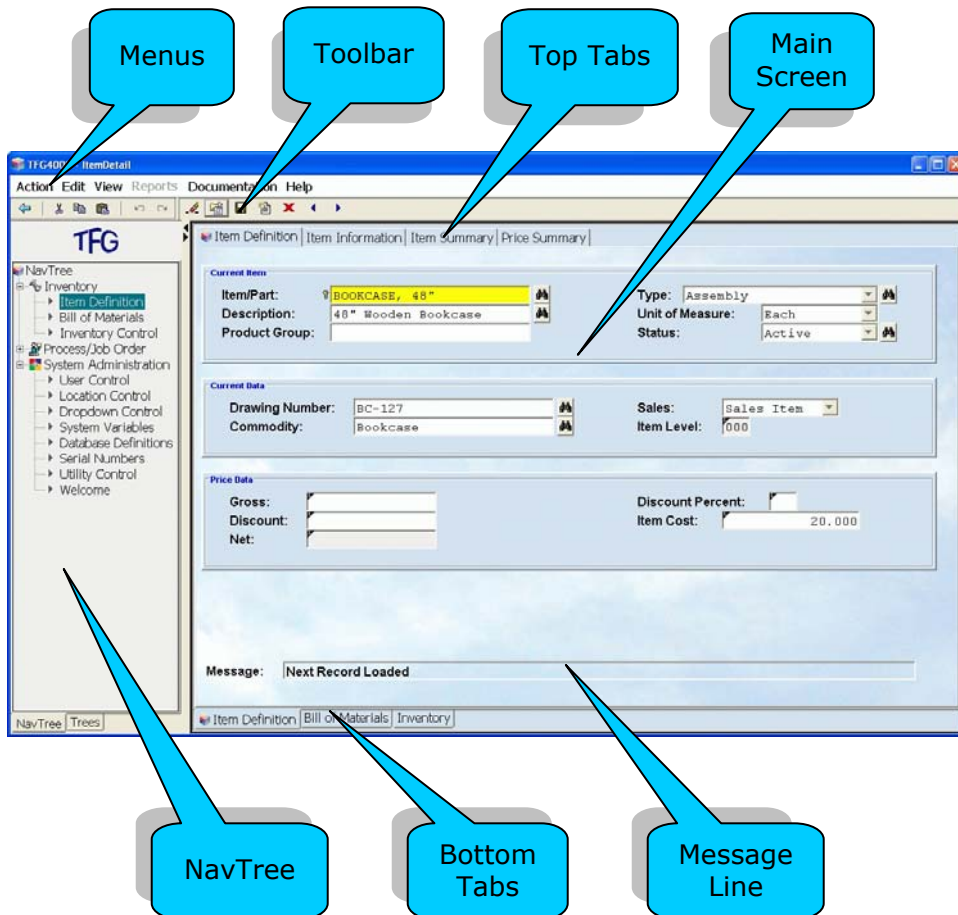 Menus
Toolbar
Top Tabs
Main
Screen
ItemDetail
Action Edit View Reports Documentation Help
TFG
NavTree
Inventory
Item Definition
Bill of Materials
Inventory Control
Process/Job Order
System Administration
User Control
Location Control
Dropdown Control
System Variables
Database Definitions
Serial Numbers
Utility Control
Welcome
NavTree Trees
Item Definition Item Information Item Summary Price Summary
Current Item
Item/Part: BOOKCASE, 48" Type: Assembly
Description: 48" Wooden Bookcase Unit of Measure: Each
Product Group: Status: Active
Current Data
Drawing Number: BC-127 Sales: Sales Item
Commodity: Bookcase Item Level: 000
Price Data
Gross: Discount Percent:
Discount: Item Cost: 20.000
Net:
Message: Next Record Loaded
Item Definition Bill of Materials Inventory
NavTree
Bottom
Tabs
Message
Line